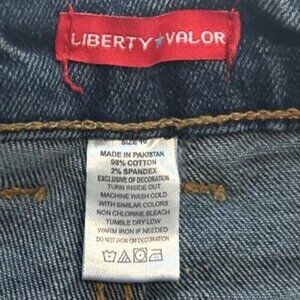 LIBERTY★VALOR
SIZE 10
MADE IN PAKISTAN
98% COTTON
2% SPANDEX
EXCLUSIVE OF DECORATION
TURN INSIDE OUT
MACHINE WASH COLD
WITH SIMILAR COLORS
NON CHLORINE BLEACH
TUMBLE DRY LOW
WARM IRON IF NEEDED
DO NOT IRON ON DECORATION